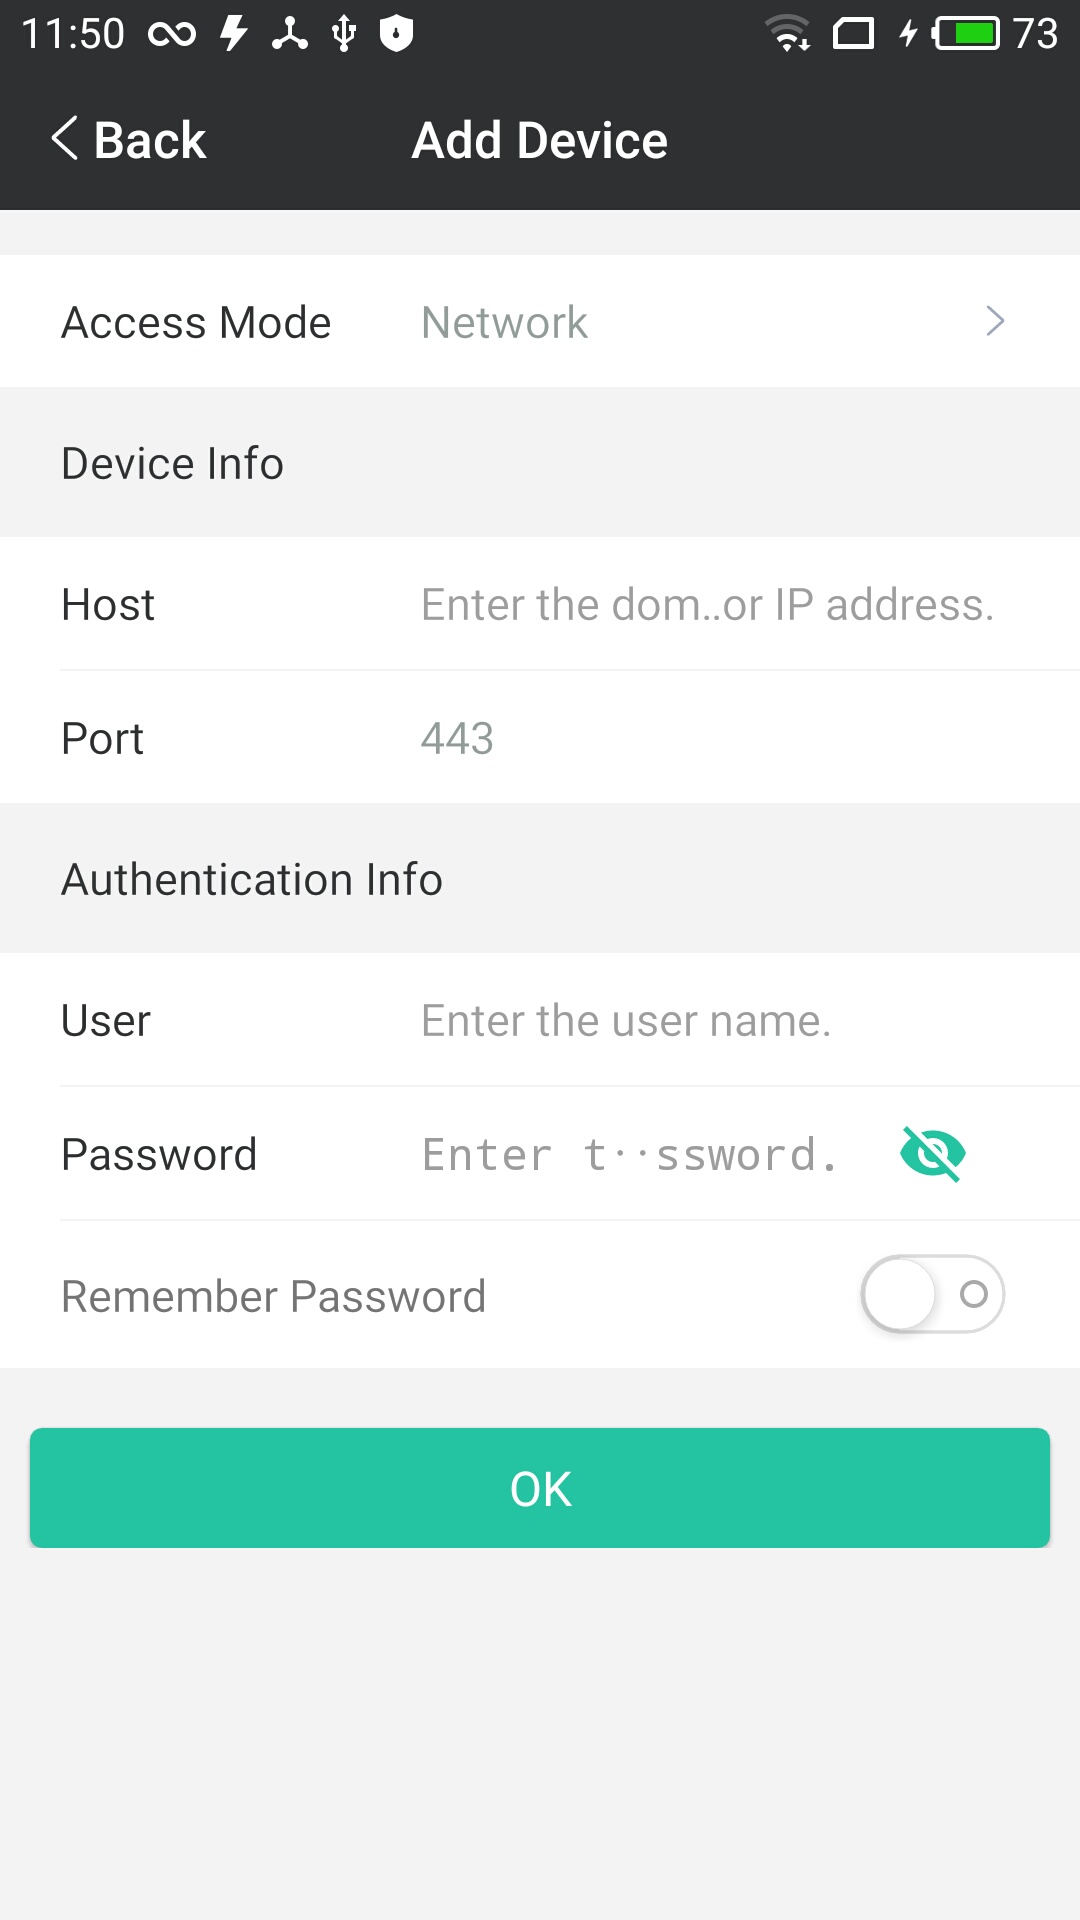 11:50 73
Back Add Device
Access Mode Network
Device Info
Host Enter the dom..or IP address.
Port 443
Authentication Info
User Enter the user name.
Password Enter t··ssword.
Remember Password
OK